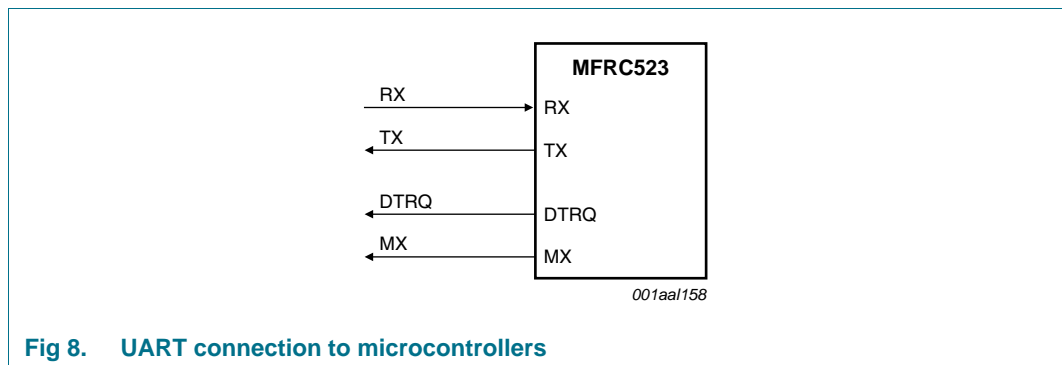 MFRC523
RX RX
TX TX
DTRQ DTRQ
MX MX
001aal158
Fig 8. UART connection to microcontrollers